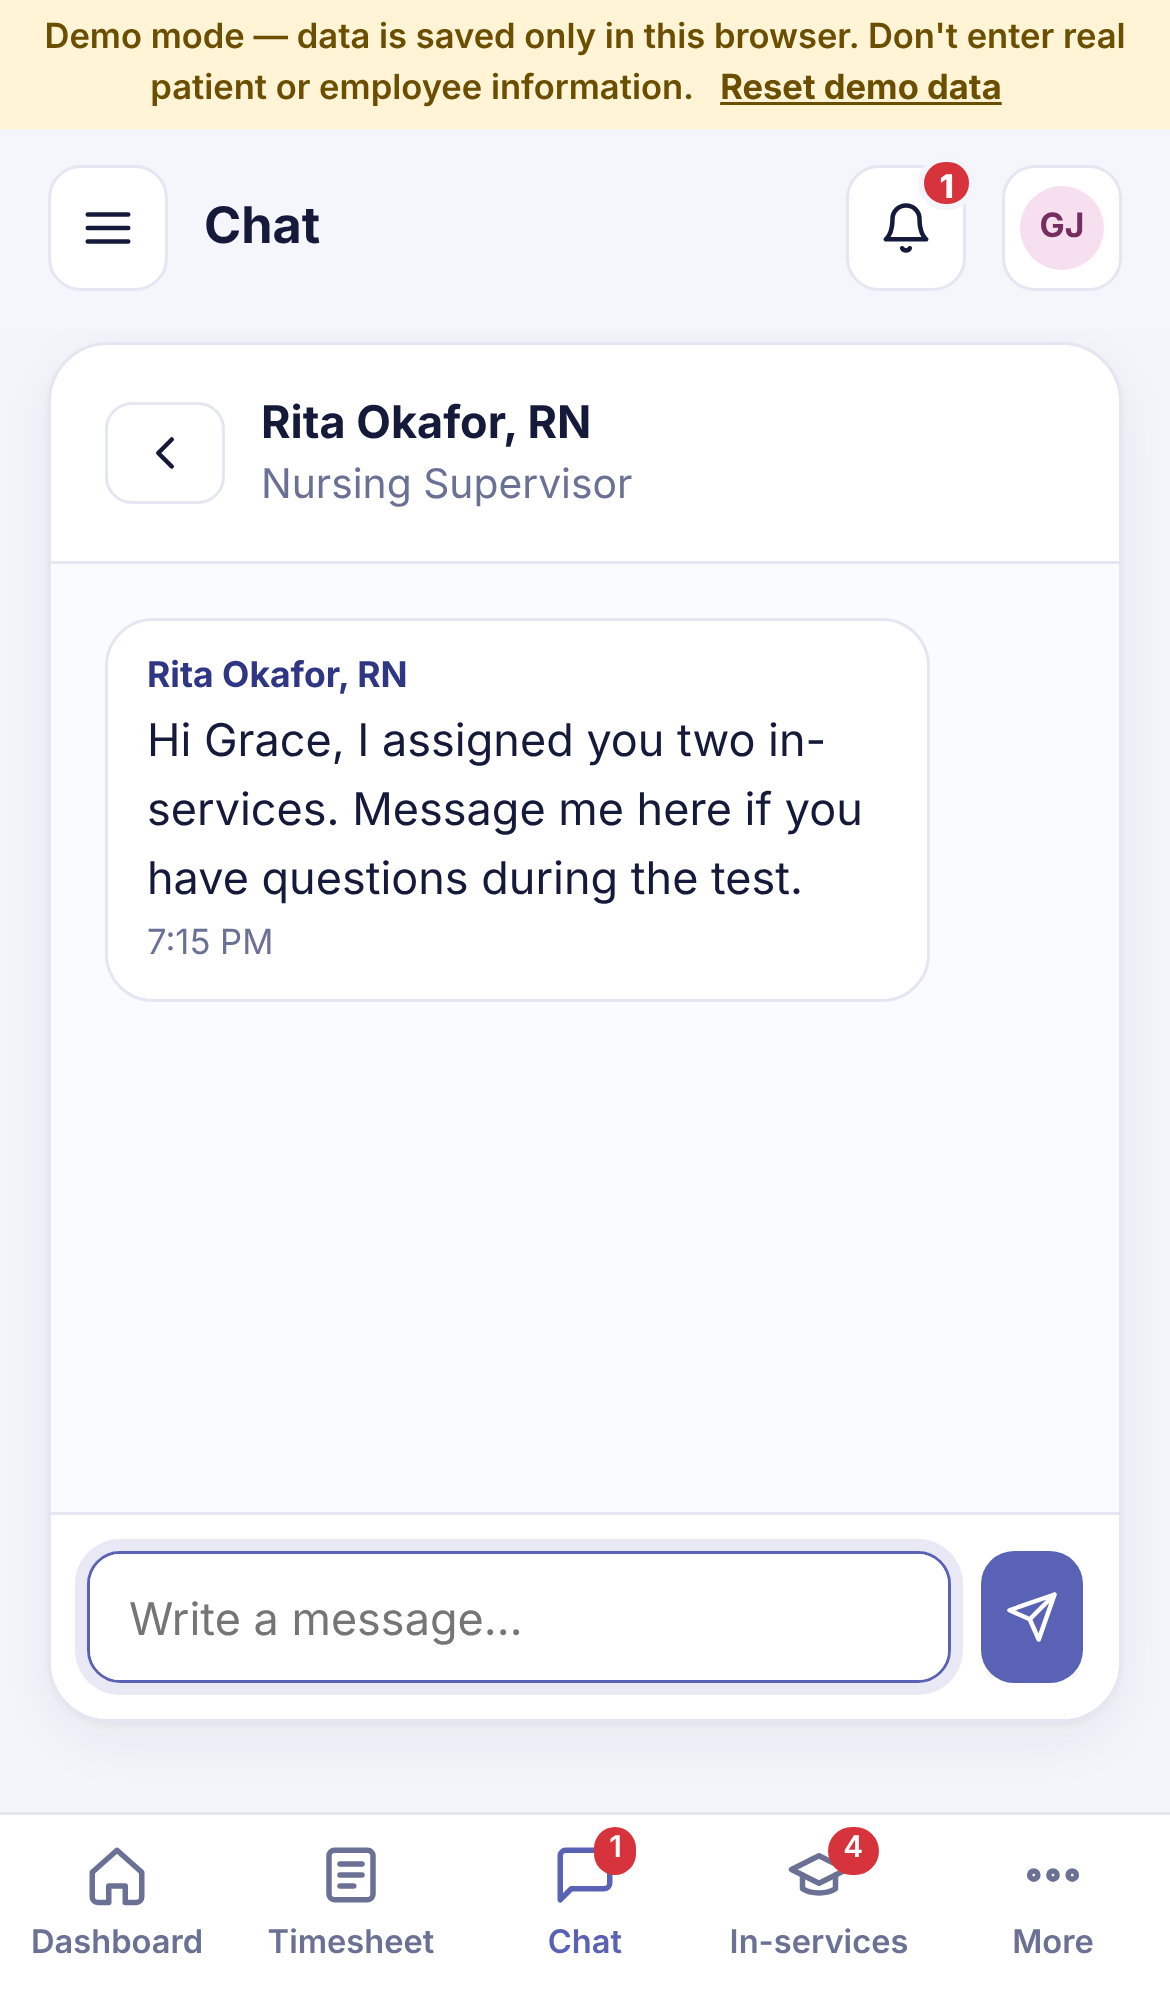 Demo mode — data is saved only in this browser. Don't enter real
patient or employee information. Reset demo data
Chat
1
GJ
Rita Okafor, RN
Nursing Supervisor
Rita Okafor, RN
Hi Grace, I assigned you two in-
services. Message me here if you
have questions during the test.
7:15 PM
Write a message...
1
4
Dashboard
Timesheet
Chat
In-services
More